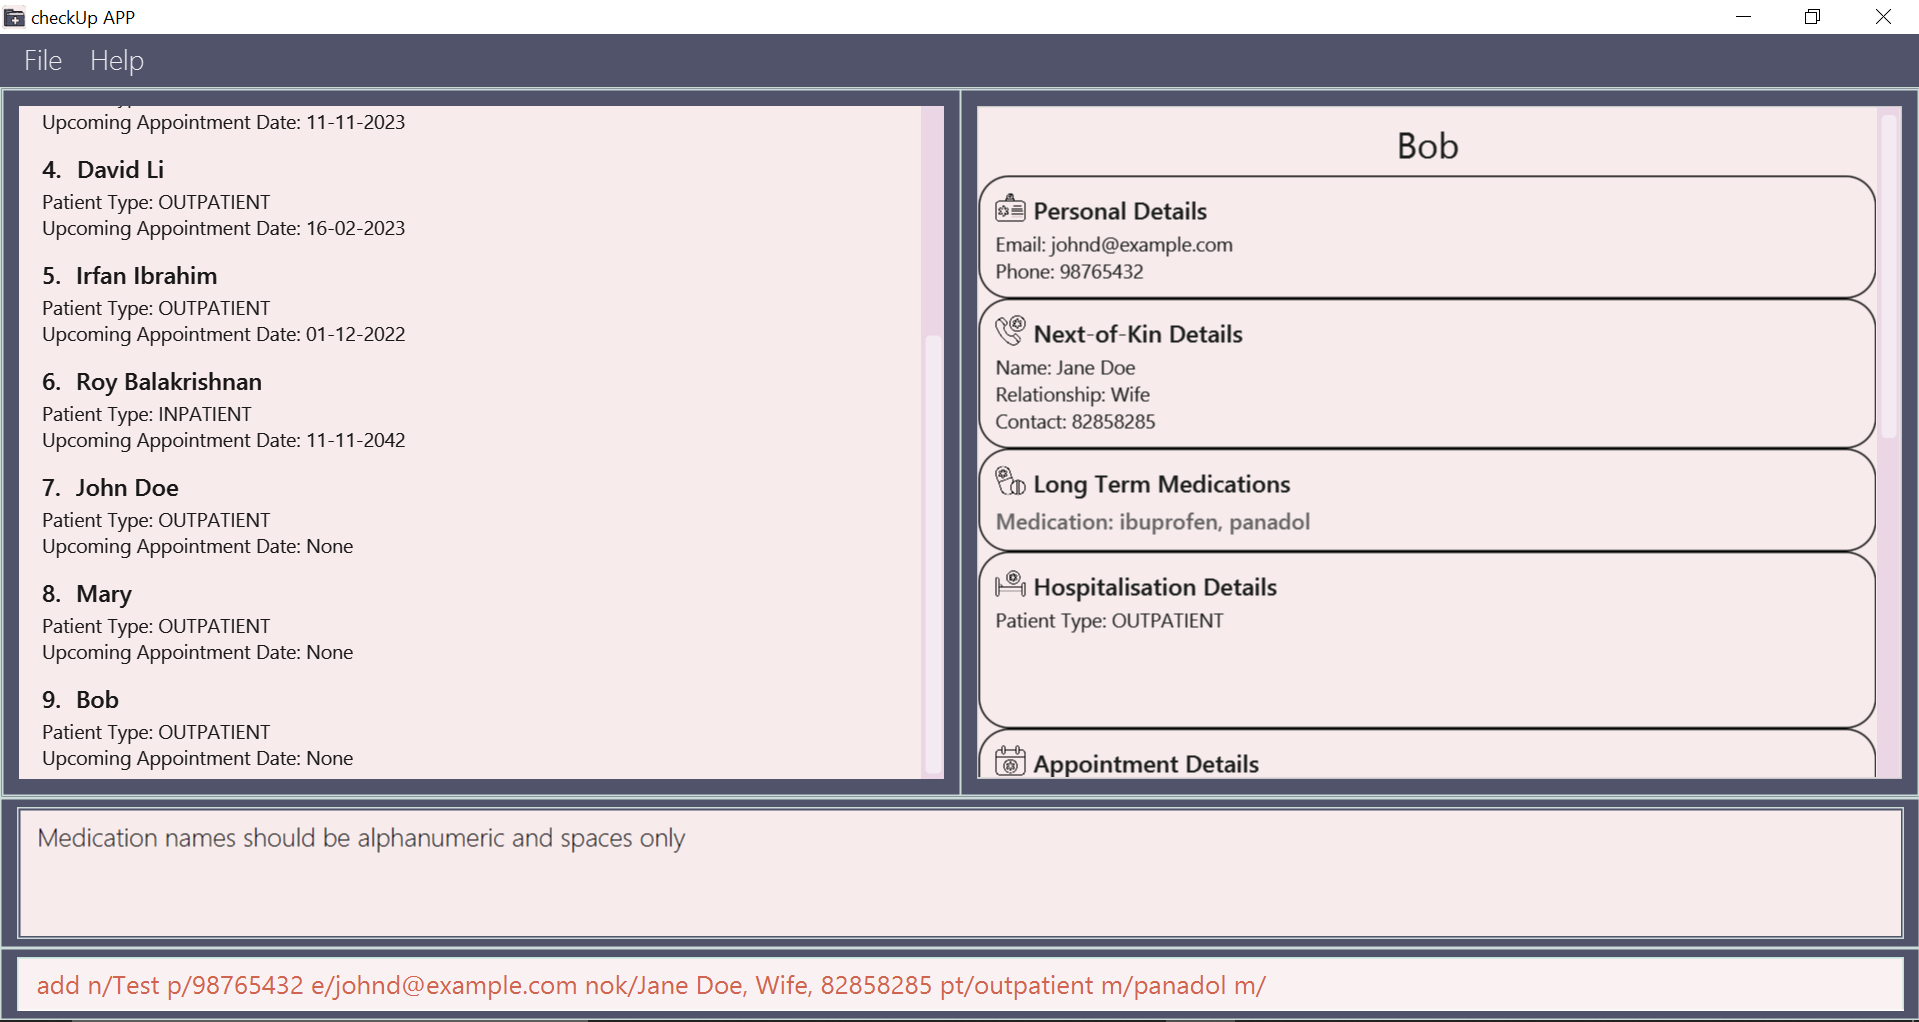 checkUp APP
File Help
Upcoming Appointment Date: 11-11-2023
4. David Li
Patient Type: OUTPATIENT
Upcoming Appointment Date: 16-02-2023
5. Irfan Ibrahim
Patient Type: OUTPATIENT
Upcoming Appointment Date: 01-12-2022
6. Roy Balakrishnan
Patient Type: INPATIENT
Upcoming Appointment Date: 11-11-2042
7. John Doe
Patient Type: OUTPATIENT
Upcoming Appointment Date: None
8. Mary
Patient Type: OUTPATIENT
Upcoming Appointment Date: None
9. Bob
Patient Type: OUTPATIENT
Upcoming Appointment Date: None
Bob
Personal Details
Email: johnd@example.com
Phone: 98765432
Next-of-Kin Details
Name: Jane Doe
Relationship: Wife
Contact: 82858285
Long Term Medications
Medication: ibuprofen, panadol
Hospitalisation Details
Patient Type: OUTPATIENT
Appointment Details
Medication names should be alphanumeric and spaces only
add n/Test p/98765432 e/johnd@example.com nok/Jane Doe, Wife, 82858285 pt/outpatient m/panadol m/